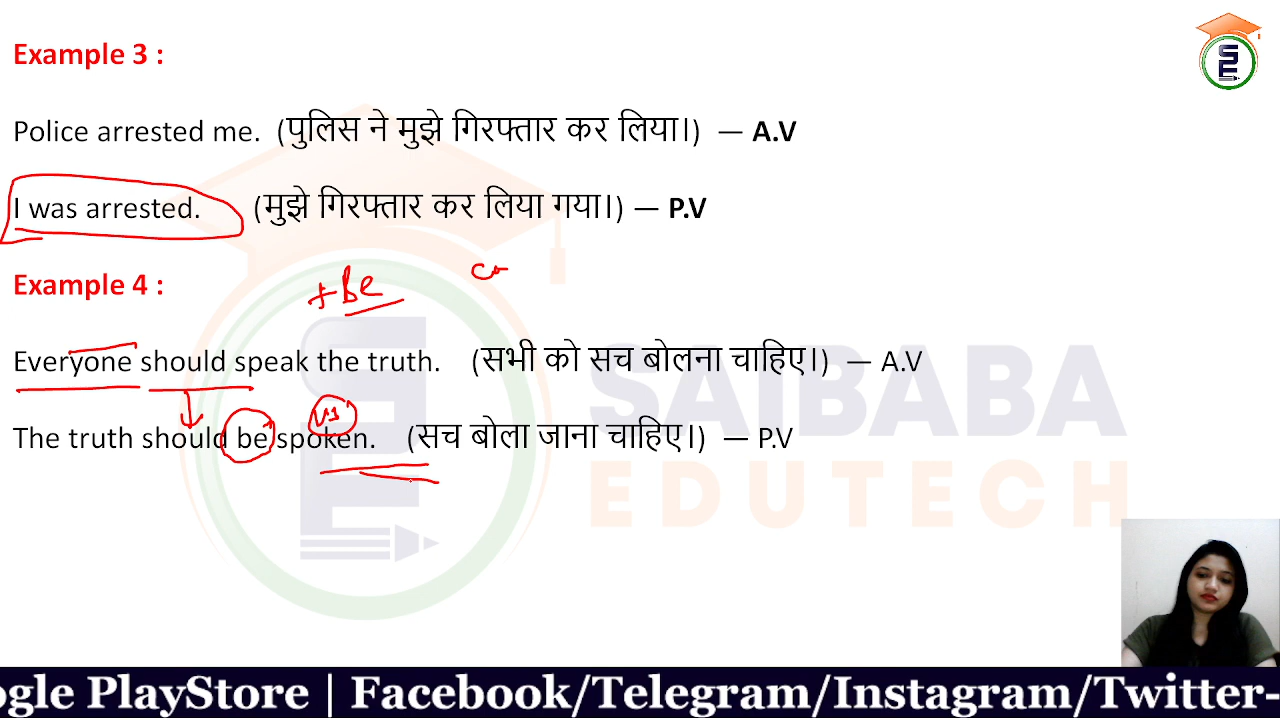 Example 3 :
Police arrested me. (पुलिस ने मुझे गिरफ्तार कर लिया।) — A.V
I was arrested. (मुझे गिरफ्तार कर लिया गया।) — P.V
Example 4 :
+Be
Everyone should speak the truth. (सभी को सच बोलना चाहिए।) — A.V
The truth should be spoken. (सच बोला जाना चाहिए।) — P.V
SAIBABA
EDUTECH
ogle PlayStore | Facebook/Telegram/Instagram/Twitter-